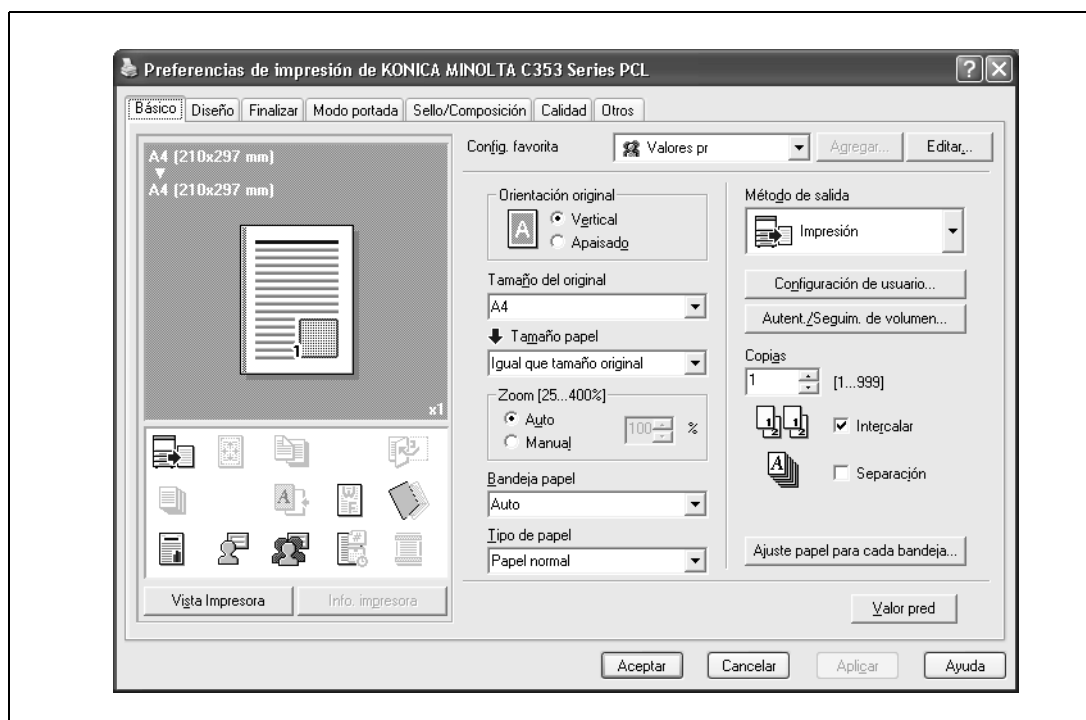 Preferencias de impresión de KONICA MINOLTA C353 Series PCL
Básico Diseño Finalizar Modo portada Sello/Composición Calidad Otros
A4 (210x297 mm)
A4 (210x297 mm)
1
x1
Vista Impresora
Info. impresora
Config. favorita
Valores pr
Agregar...
Editar...
Orientación original
A
Vertical
Apaisado
Tamaño del original
A4
Tamaño papel
Igual que tamaño original
Zoom [25...400%]
Auto
Manual
100
%
Bandeja papel
Auto
Tipo de papel
Papel normal
Método de salida
Impresión
Configuración de usuario...
Autent./Seguim. de volumen...
Copias
1
[1...999]
Intercalar
Separación
Ajuste papel para cada bandeja...
Valor pred
Aceptar
Cancelar
Aplicar
Ayuda